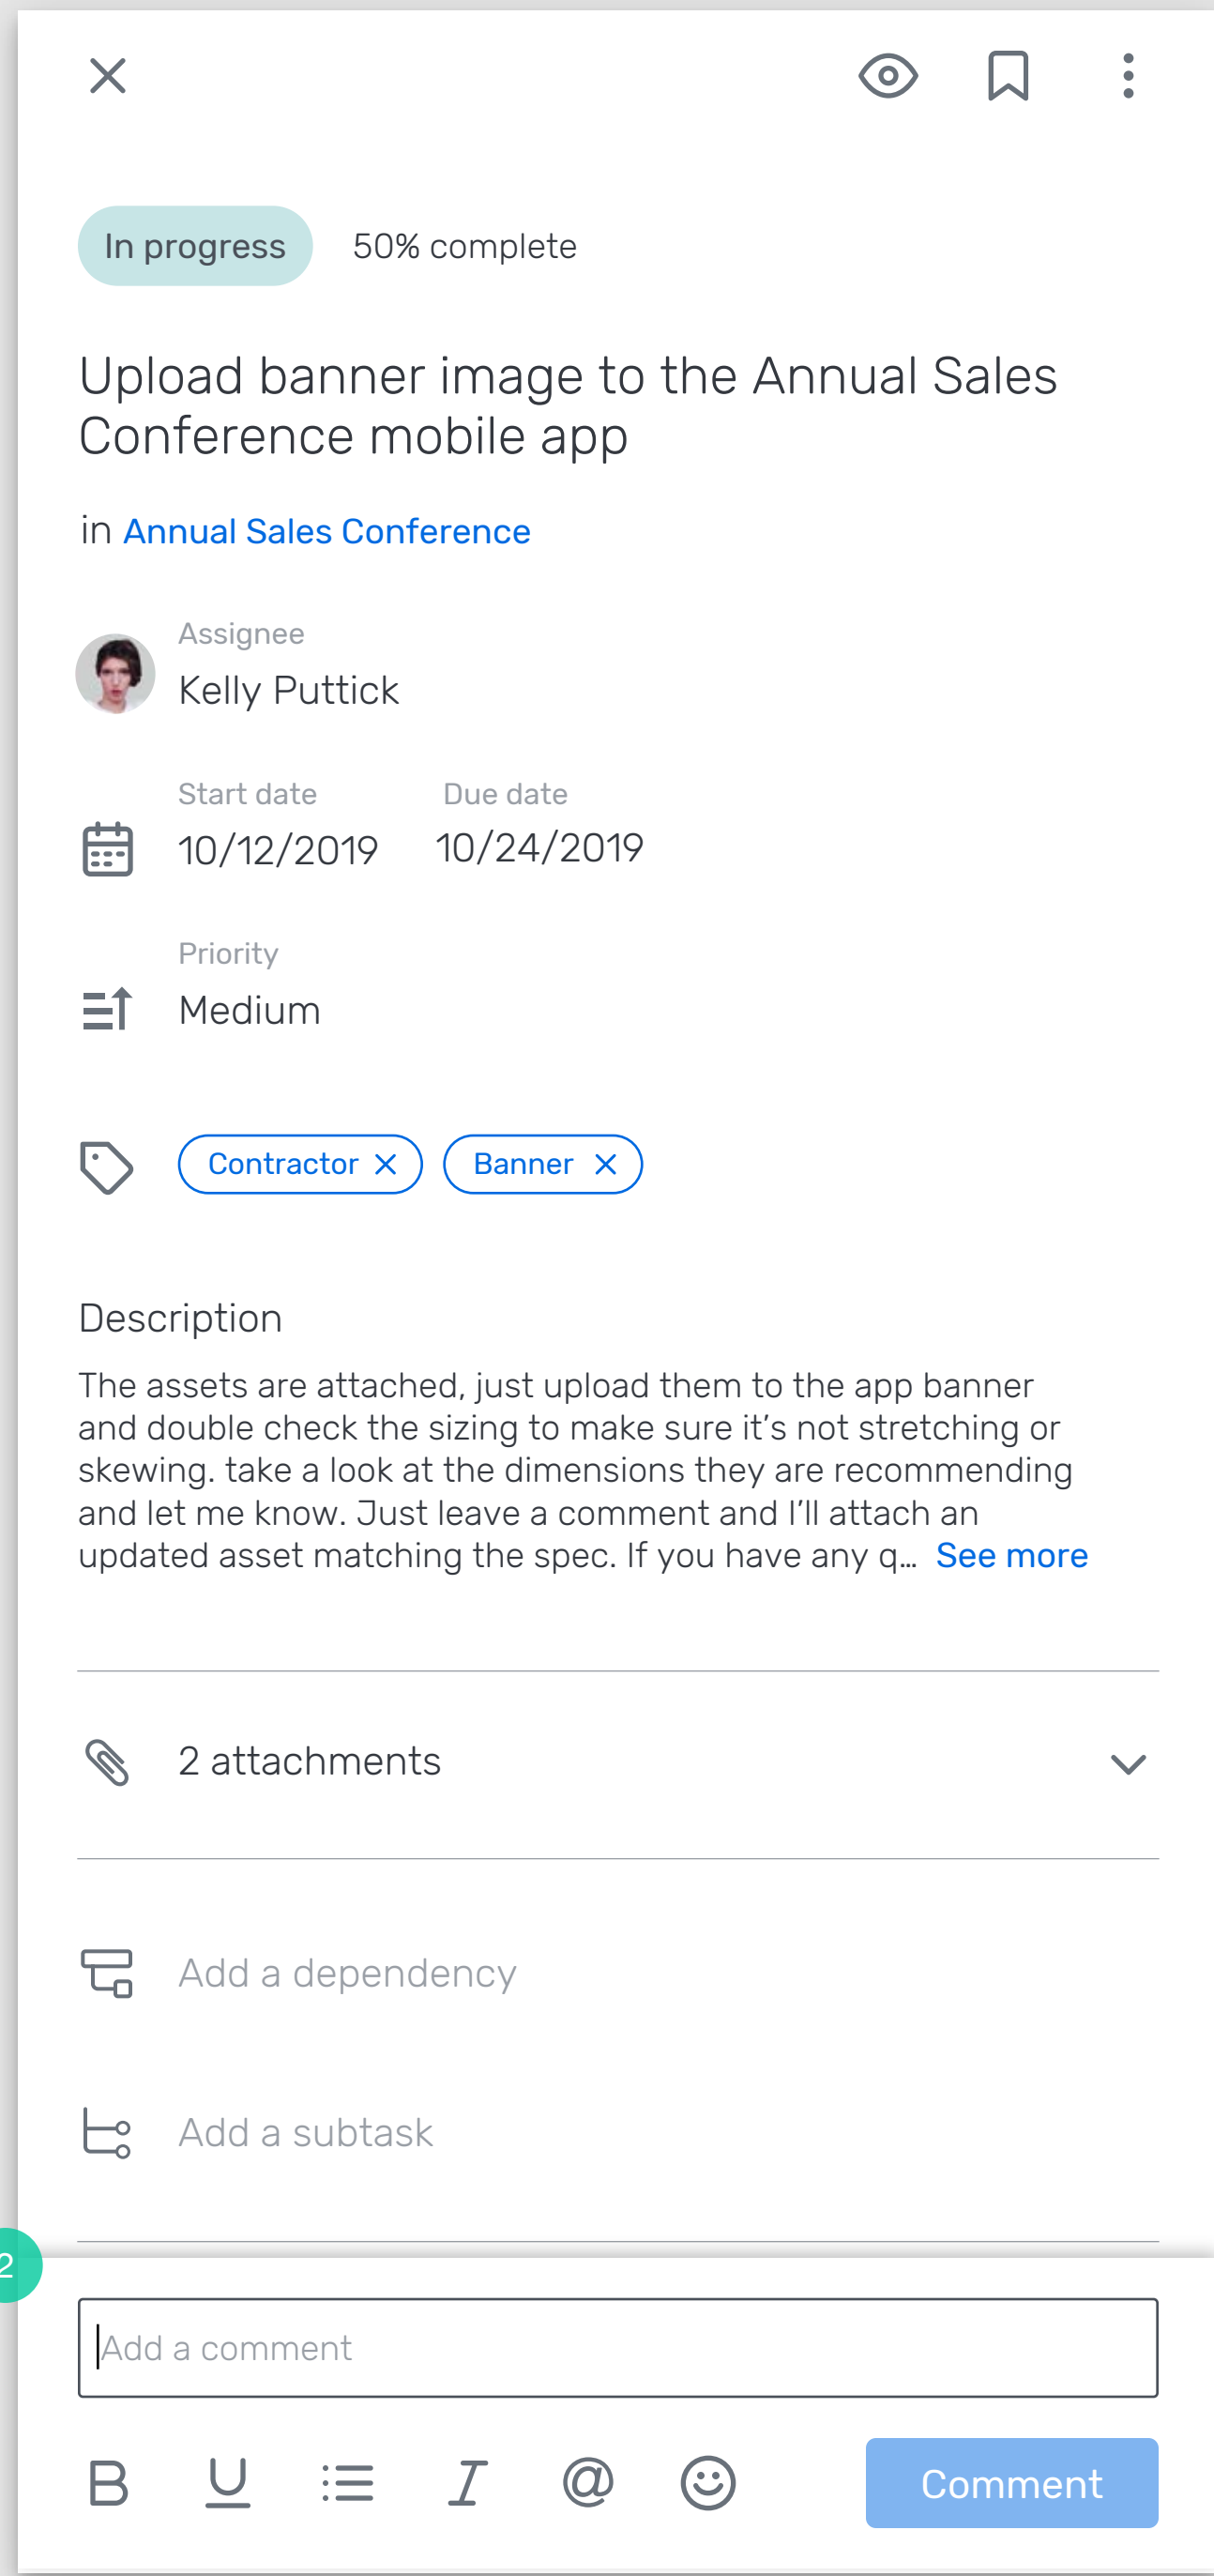 In progress 50% complete
Upload banner image to the Annual Sales
Conference mobile app
in Annual Sales Conference
Assignee
Kelly Puttick
Start date Due date
10/12/2019 10/24/2019
Priority
Medium
Contractor Banner
Description
The assets are attached, just upload them to the app banner
and double check the sizing to make sure it’s not stretching or
skewing. take a look at the dimensions they are recommending
and let me know. Just leave a comment and I’ll attach an
updated asset matching the spec. If you have any q... See more
2 attachments
Add a dependency
Add a subtask
2
Add a comment
B U I @ Comment